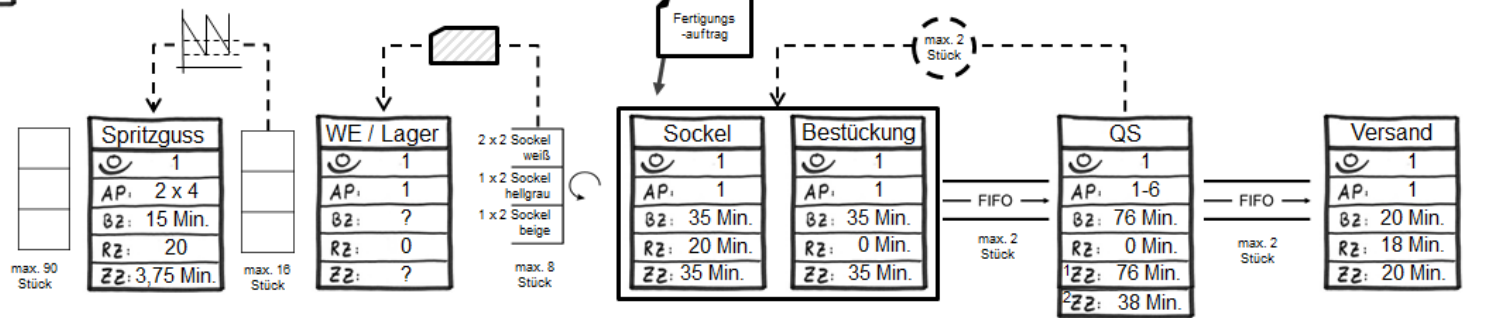 Fertigungs
-auftrag
max. 2
Stück
Spritzguss
1
AP: 2 x 4
BZ: 15 Min.
RZ: 20
ZZ: 3,75 Min.
max. 90
Stück
max. 16
Stück
WE / Lager
1
AP: 1
BZ: ?
RZ: 0
ZZ: ?
2 x 2 Sockel
weiß
1 x 2 Sockel
hellgrau
1 x 2 Sockel
beige
max. 8
Stück
Sockel
1
AP: 1
BZ: 35 Min.
RZ: 20 Min.
ZZ: 35 Min.
Bestückung
1
AP: 1
BZ: 35 Min.
RZ: 0 Min.
ZZ: 35 Min.
FIFO
max. 2
Stück
QS
1
AP: 1-6
BZ: 76 Min.
RZ: 0 Min.
¹ZZ: 76 Min.
²ZZ: 38 Min.
FIFO
max. 2
Stück
Versand
1
AP: 1
BZ: 20 Min.
RZ: 18 Min.
ZZ: 20 Min.